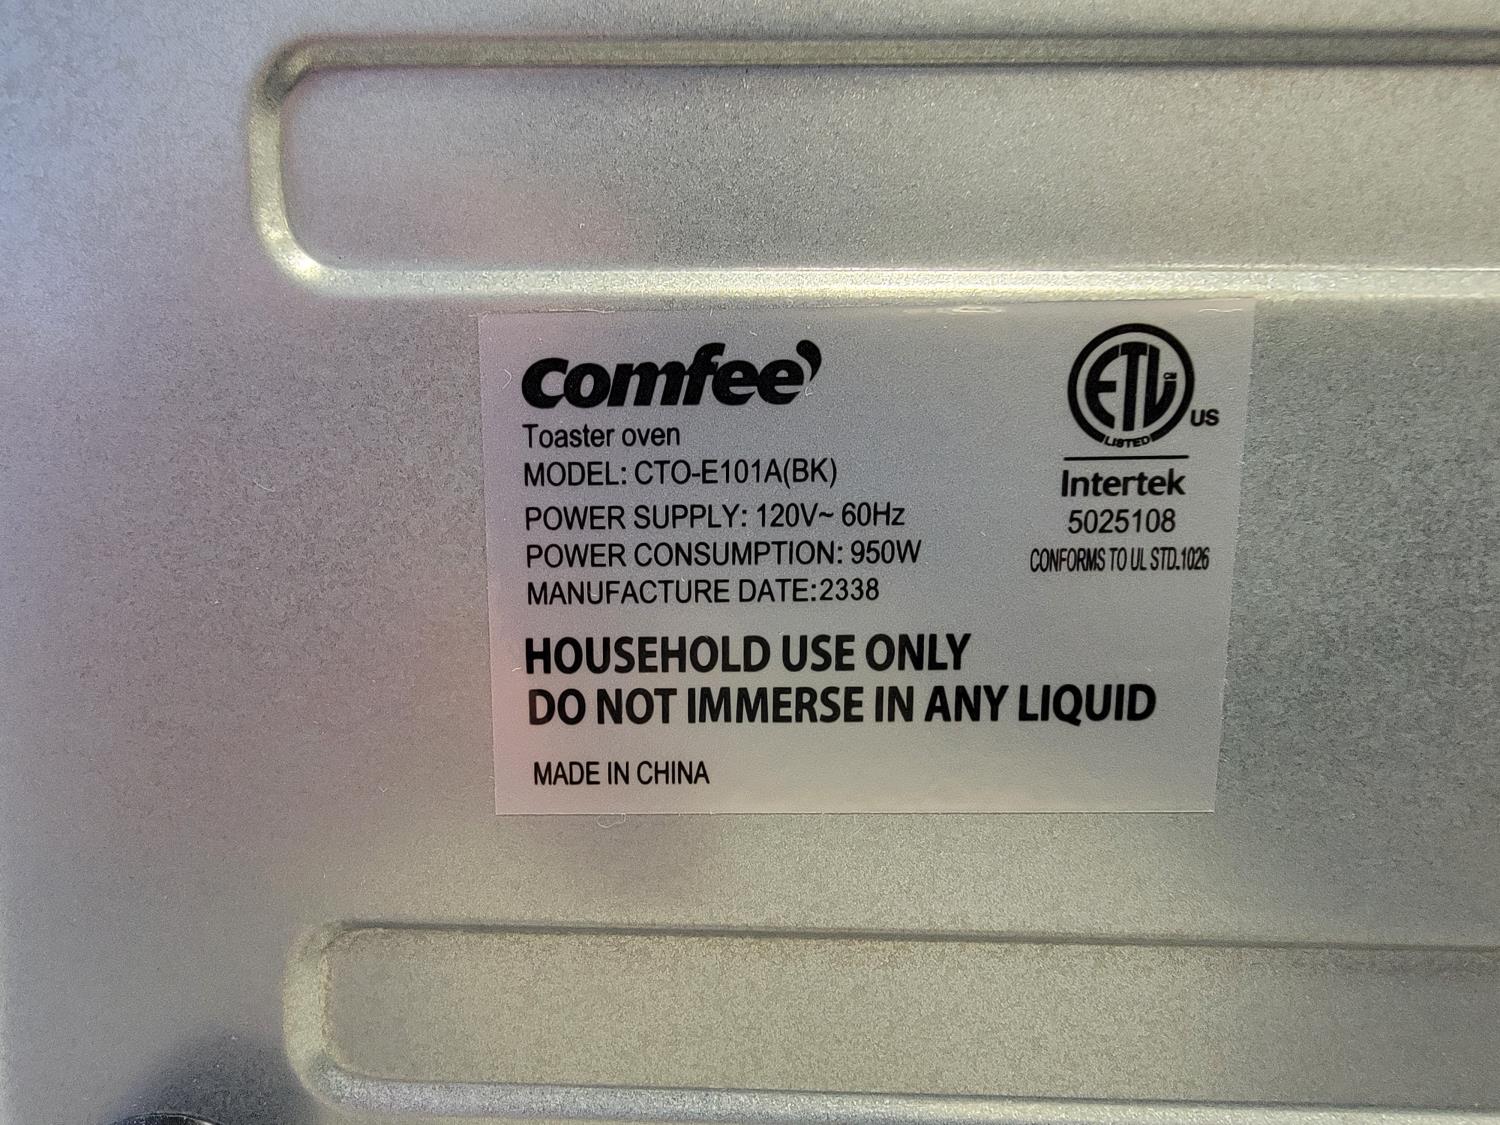 comfee'
Toaster oven
MODEL: CTO-E101A(BK)
POWER SUPPLY: 120V~ 60Hz
POWER CONSUMPTION: 950W
MANUFACTURE DATE:2338
HOUSEHOLD USE ONLY
DO NOT IMMERSE IN ANY LIQUID
MADE IN CHINA
ETL
CM
US
LISTED
Intertek
5025108
CONFORMS TO UL STD.1026